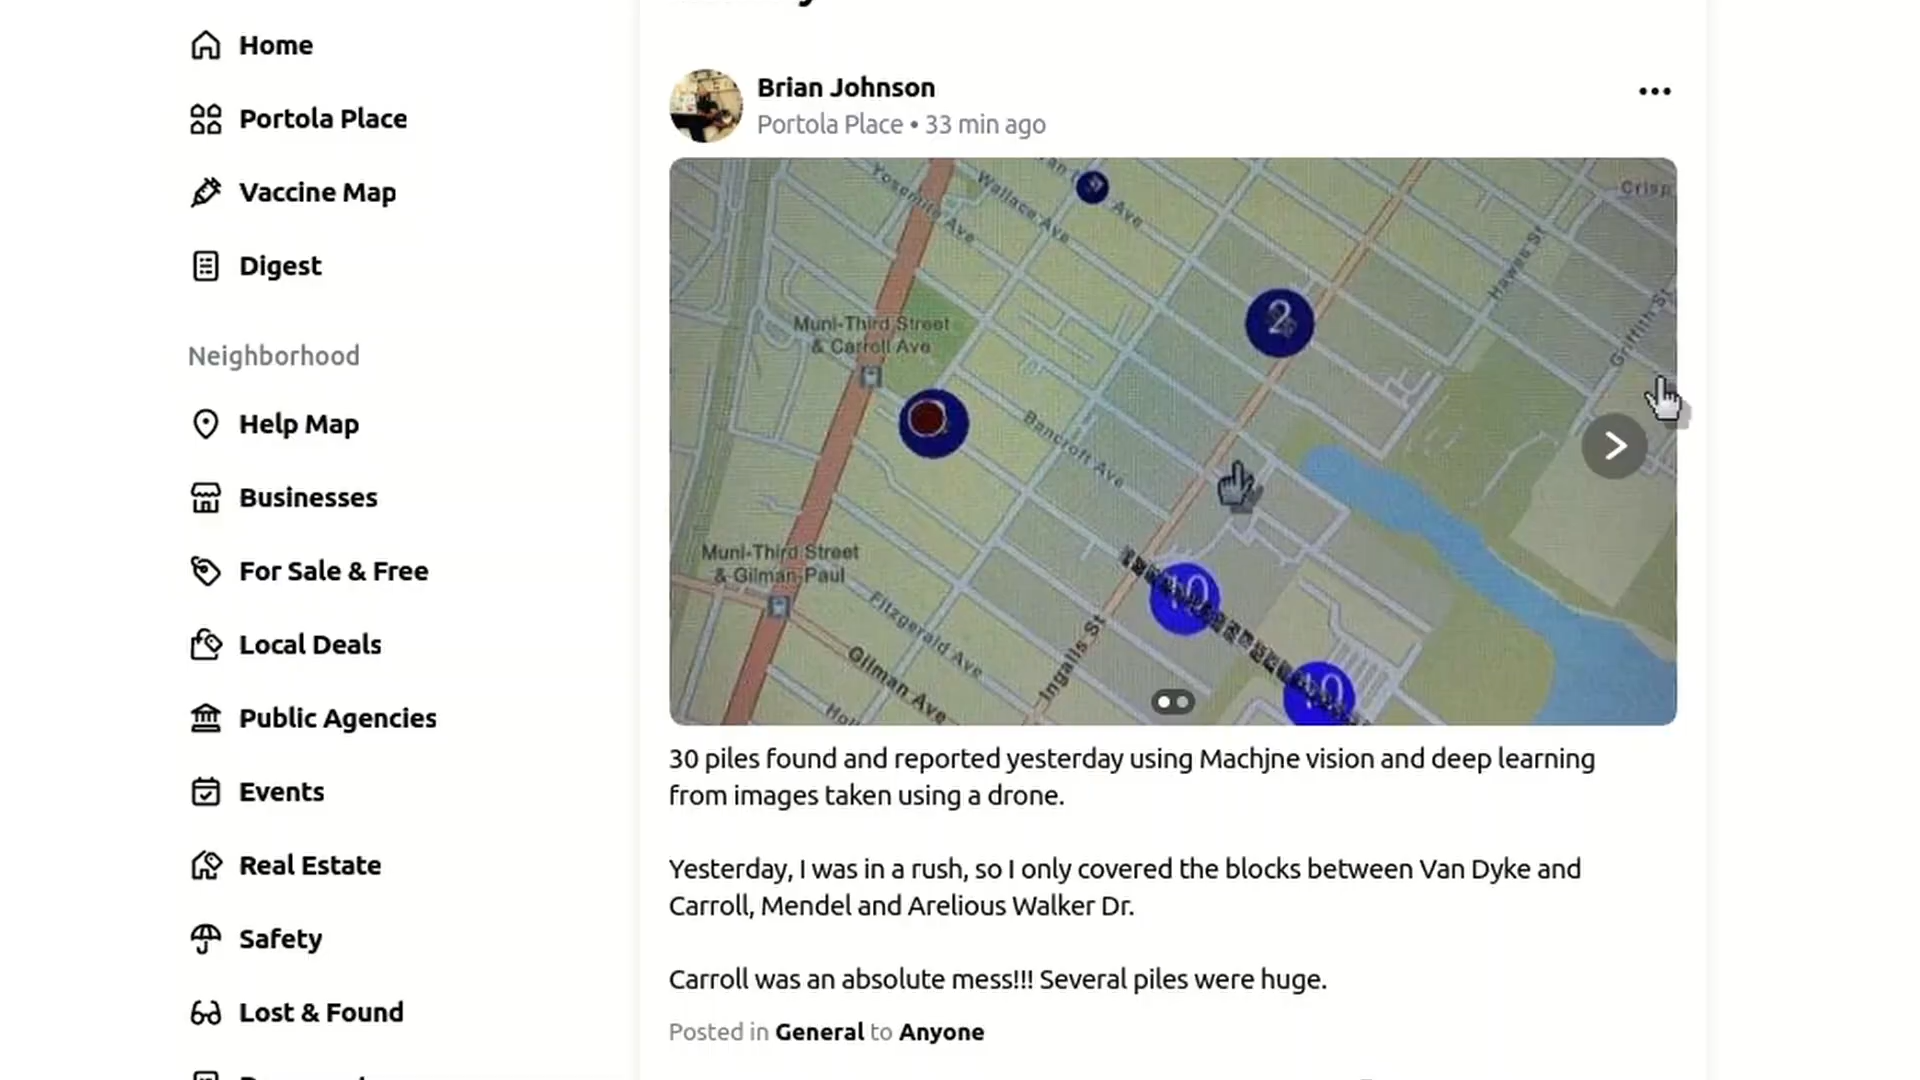 Home
Portola Place
Vaccine Map
Digest
Neighborhood
Help Map
Businesses
For Sale & Free
Local Deals
Public Agencies
Events
Real Estate
Safety
Lost & Found
Brian Johnson
Portola Place • 33 min ago
Yosemite Ave
Wallace Ave
Ave
Crisp
Hawes St
Griffith St
2
Muni-Third Street
& Carroll Ave
Bancroft Ave
Muni-Third Street
& Gilman-Paul
Fitzgerald Ave
Gilman Ave
Ingalls St
30 piles found and reported yesterday using Machjne vision and deep learning
from images taken using a drone.
Yesterday, I was in a rush, so I only covered the blocks between Van Dyke and
Carroll, Mendel and Arelious Walker Dr.
Carroll was an absolute mess!!! Several piles were huge.
Posted in General to Anyone